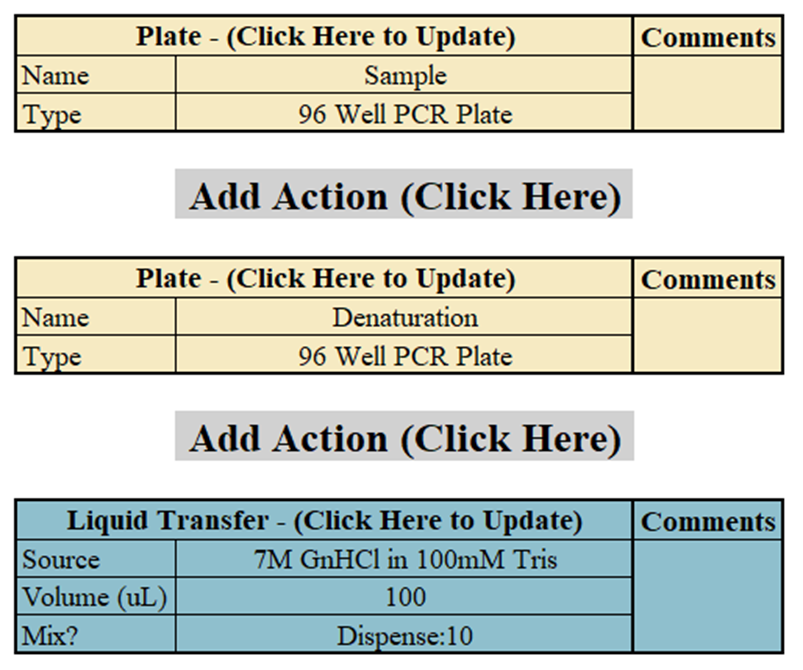 Plate - (Click Here to Update) Comments
Name Sample
Type 96 Well PCR Plate
Add Action (Click Here)
Plate - (Click Here to Update) Comments
Name Denaturation
Type 96 Well PCR Plate
Add Action (Click Here)
Liquid Transfer - (Click Here to Update) Comments
Source 7M GnHCl in 100mM Tris
Volume (uL) 100
Mix? Dispense:10